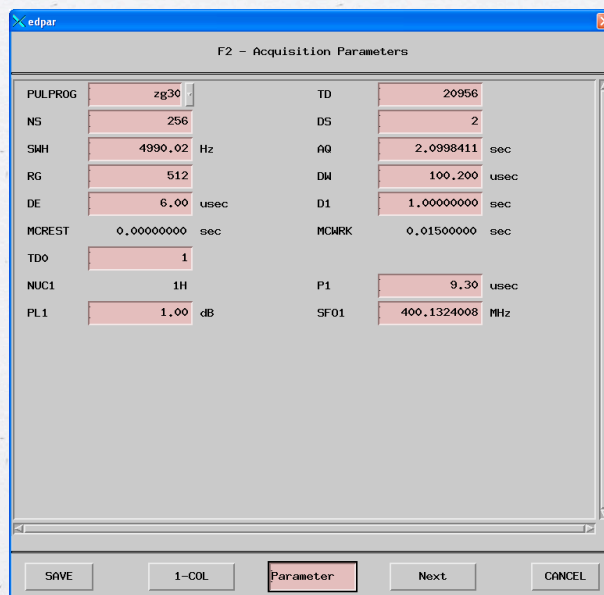 edpar
F2 - Acquisition Parameters
PULPROG zg30 TD 20956
NS 256 DS 2
SWH 4990.02 Hz AQ 2.0998411 sec
RG 512 DW 100.200 usec
DE 6.00 usec D1 1.00000000 sec
MCREST 0.00000000 sec MCWRK 0.01500000 sec
TD0 1
NUC1 1H P1 9.30 usec
PL1 1.00 dB SFO1 400.1324008 MHz
SAVE 1-COL Parameter Next CANCEL